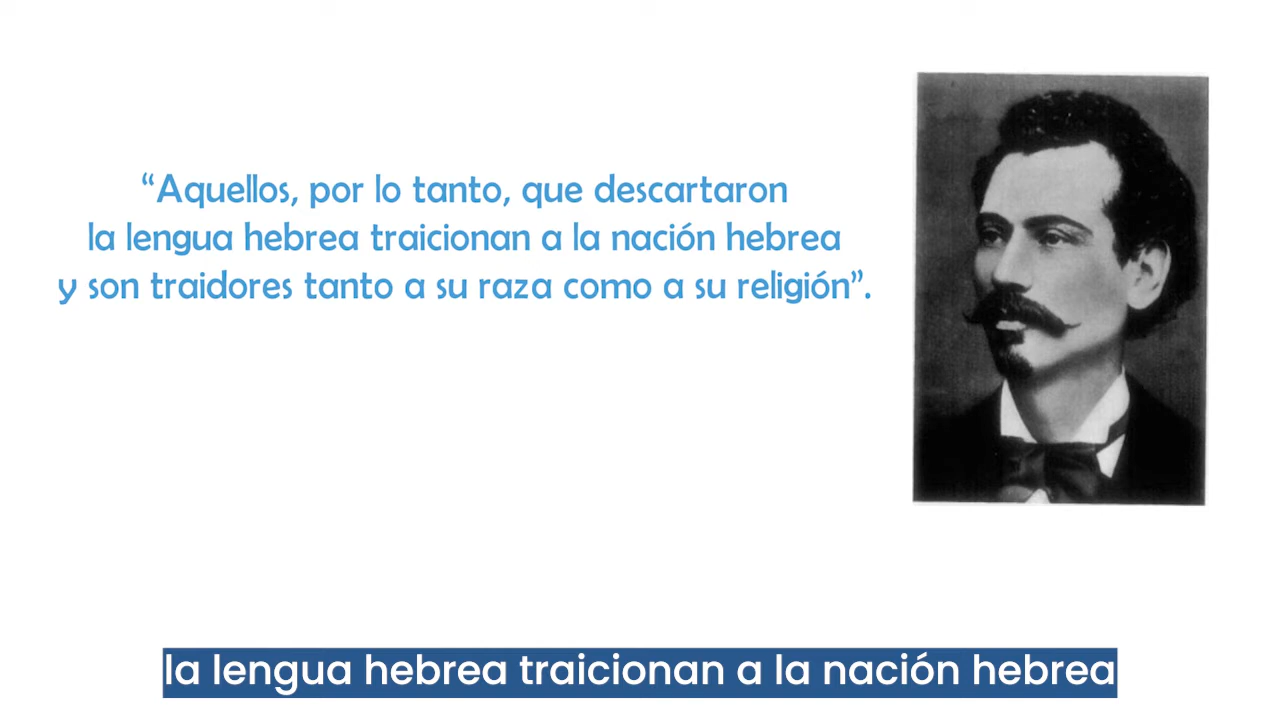 “Aquellos, por lo tanto, que descartaron
la lengua hebrea traicionan a la nación hebrea
y son traidores tanto a su raza como a su religión”.
la lengua hebrea traicionan a la nación hebrea